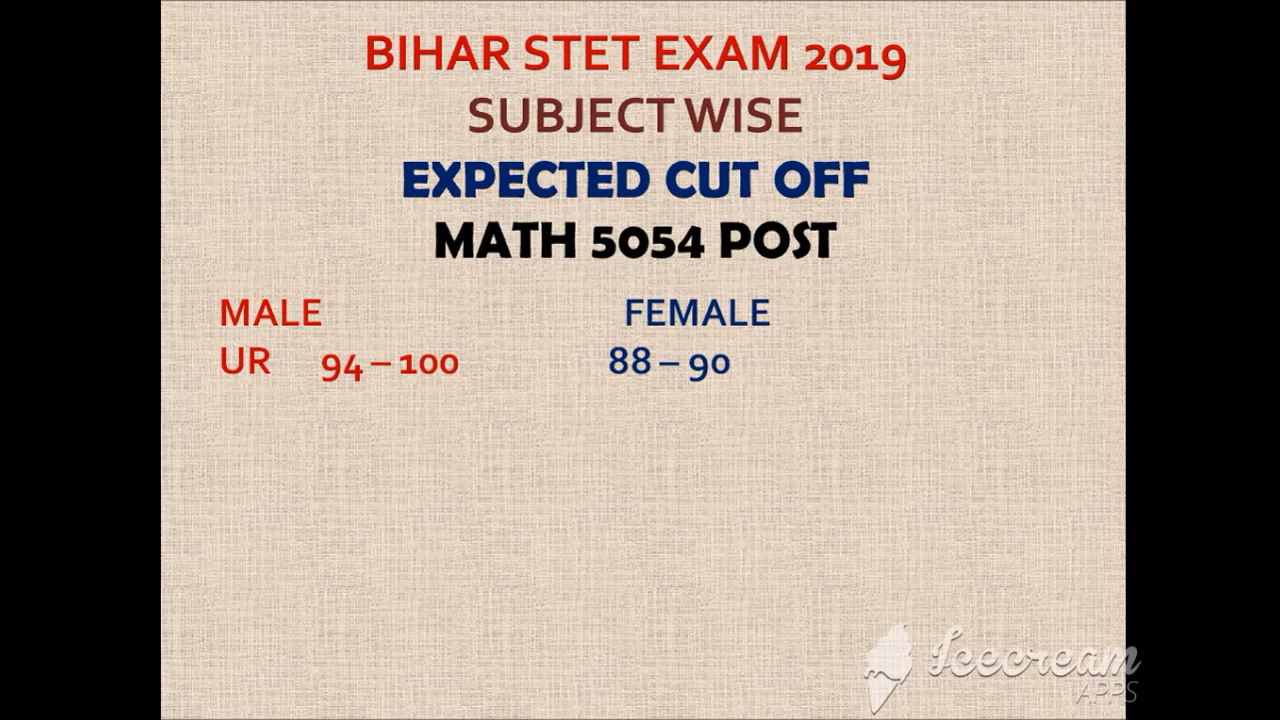 BIHAR STET EXAM 2019
SUBJECT WISE
EXPECTED CUT OFF
MATH 5054 POST
MALE FEMALE
UR 94 – 100 88 – 90
Icecream
APPS